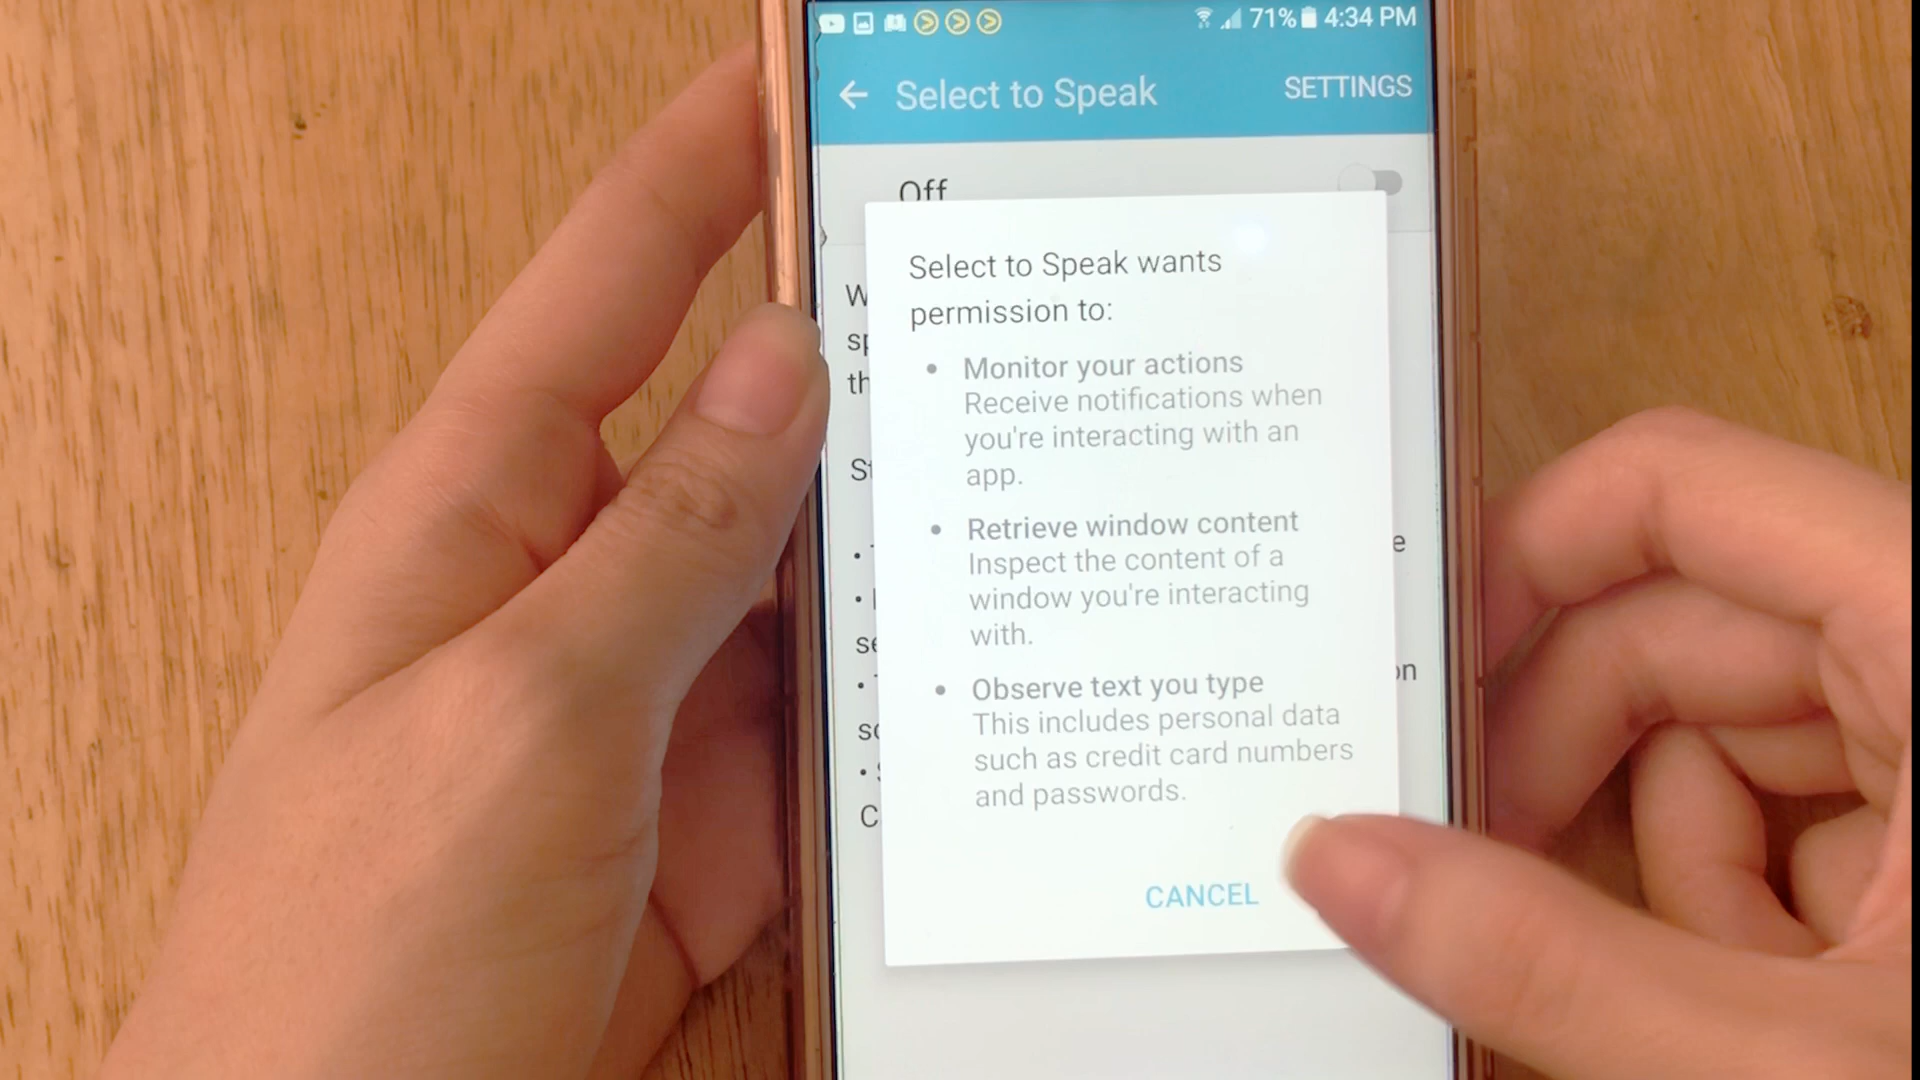 71% 4:34 PM
Select to Speak SETTINGS
Off
Select to Speak wants
permission to:
• Monitor your actions
Receive notifications when
you're interacting with an
app.
• Retrieve window content
Inspect the content of a
window you're interacting
with.
• Observe text you type
This includes personal data
such as credit card numbers
and passwords.
CANCEL